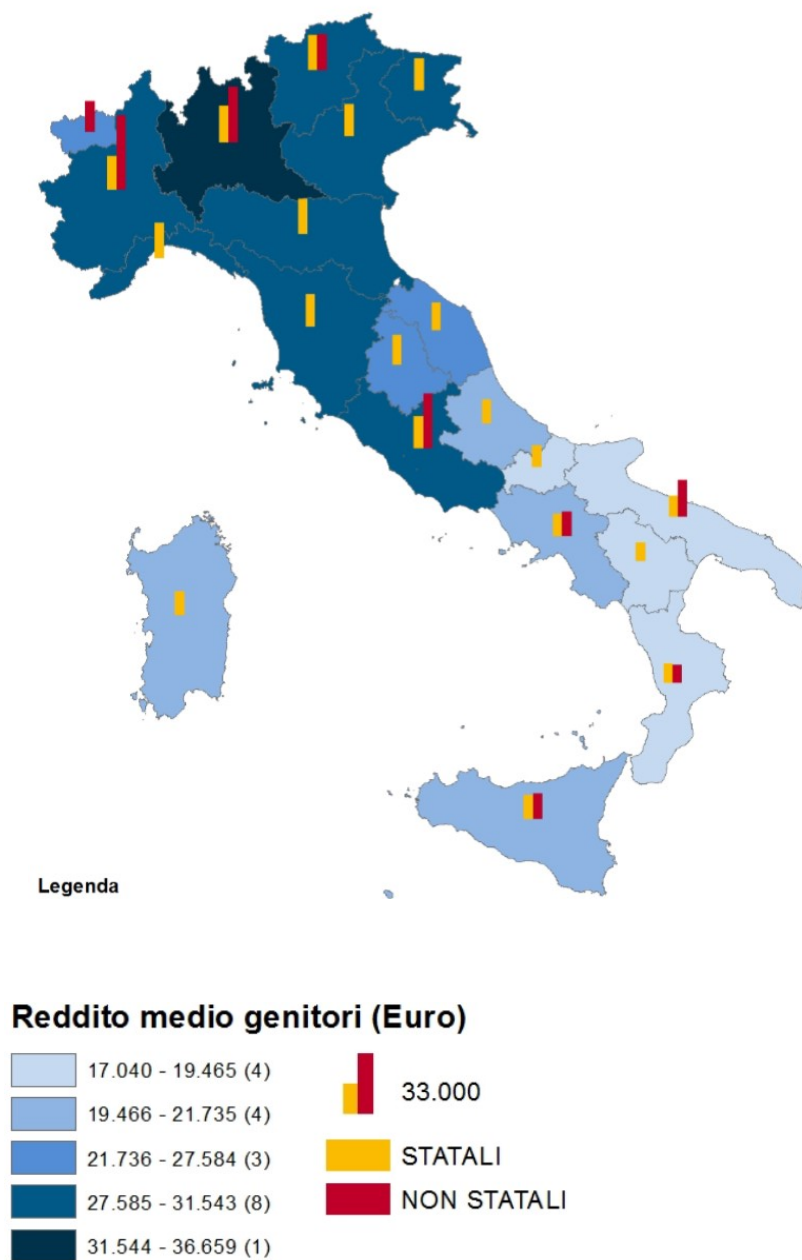 Legenda
Reddito medio genitori (Euro)
17.040 - 19.465 (4)
19.466 - 21.735 (4)
21.736 - 27.584 (3)
27.585 - 31.543 (8)
31.544 - 36.659 (1)
33.000
STATALI
NON STATALI